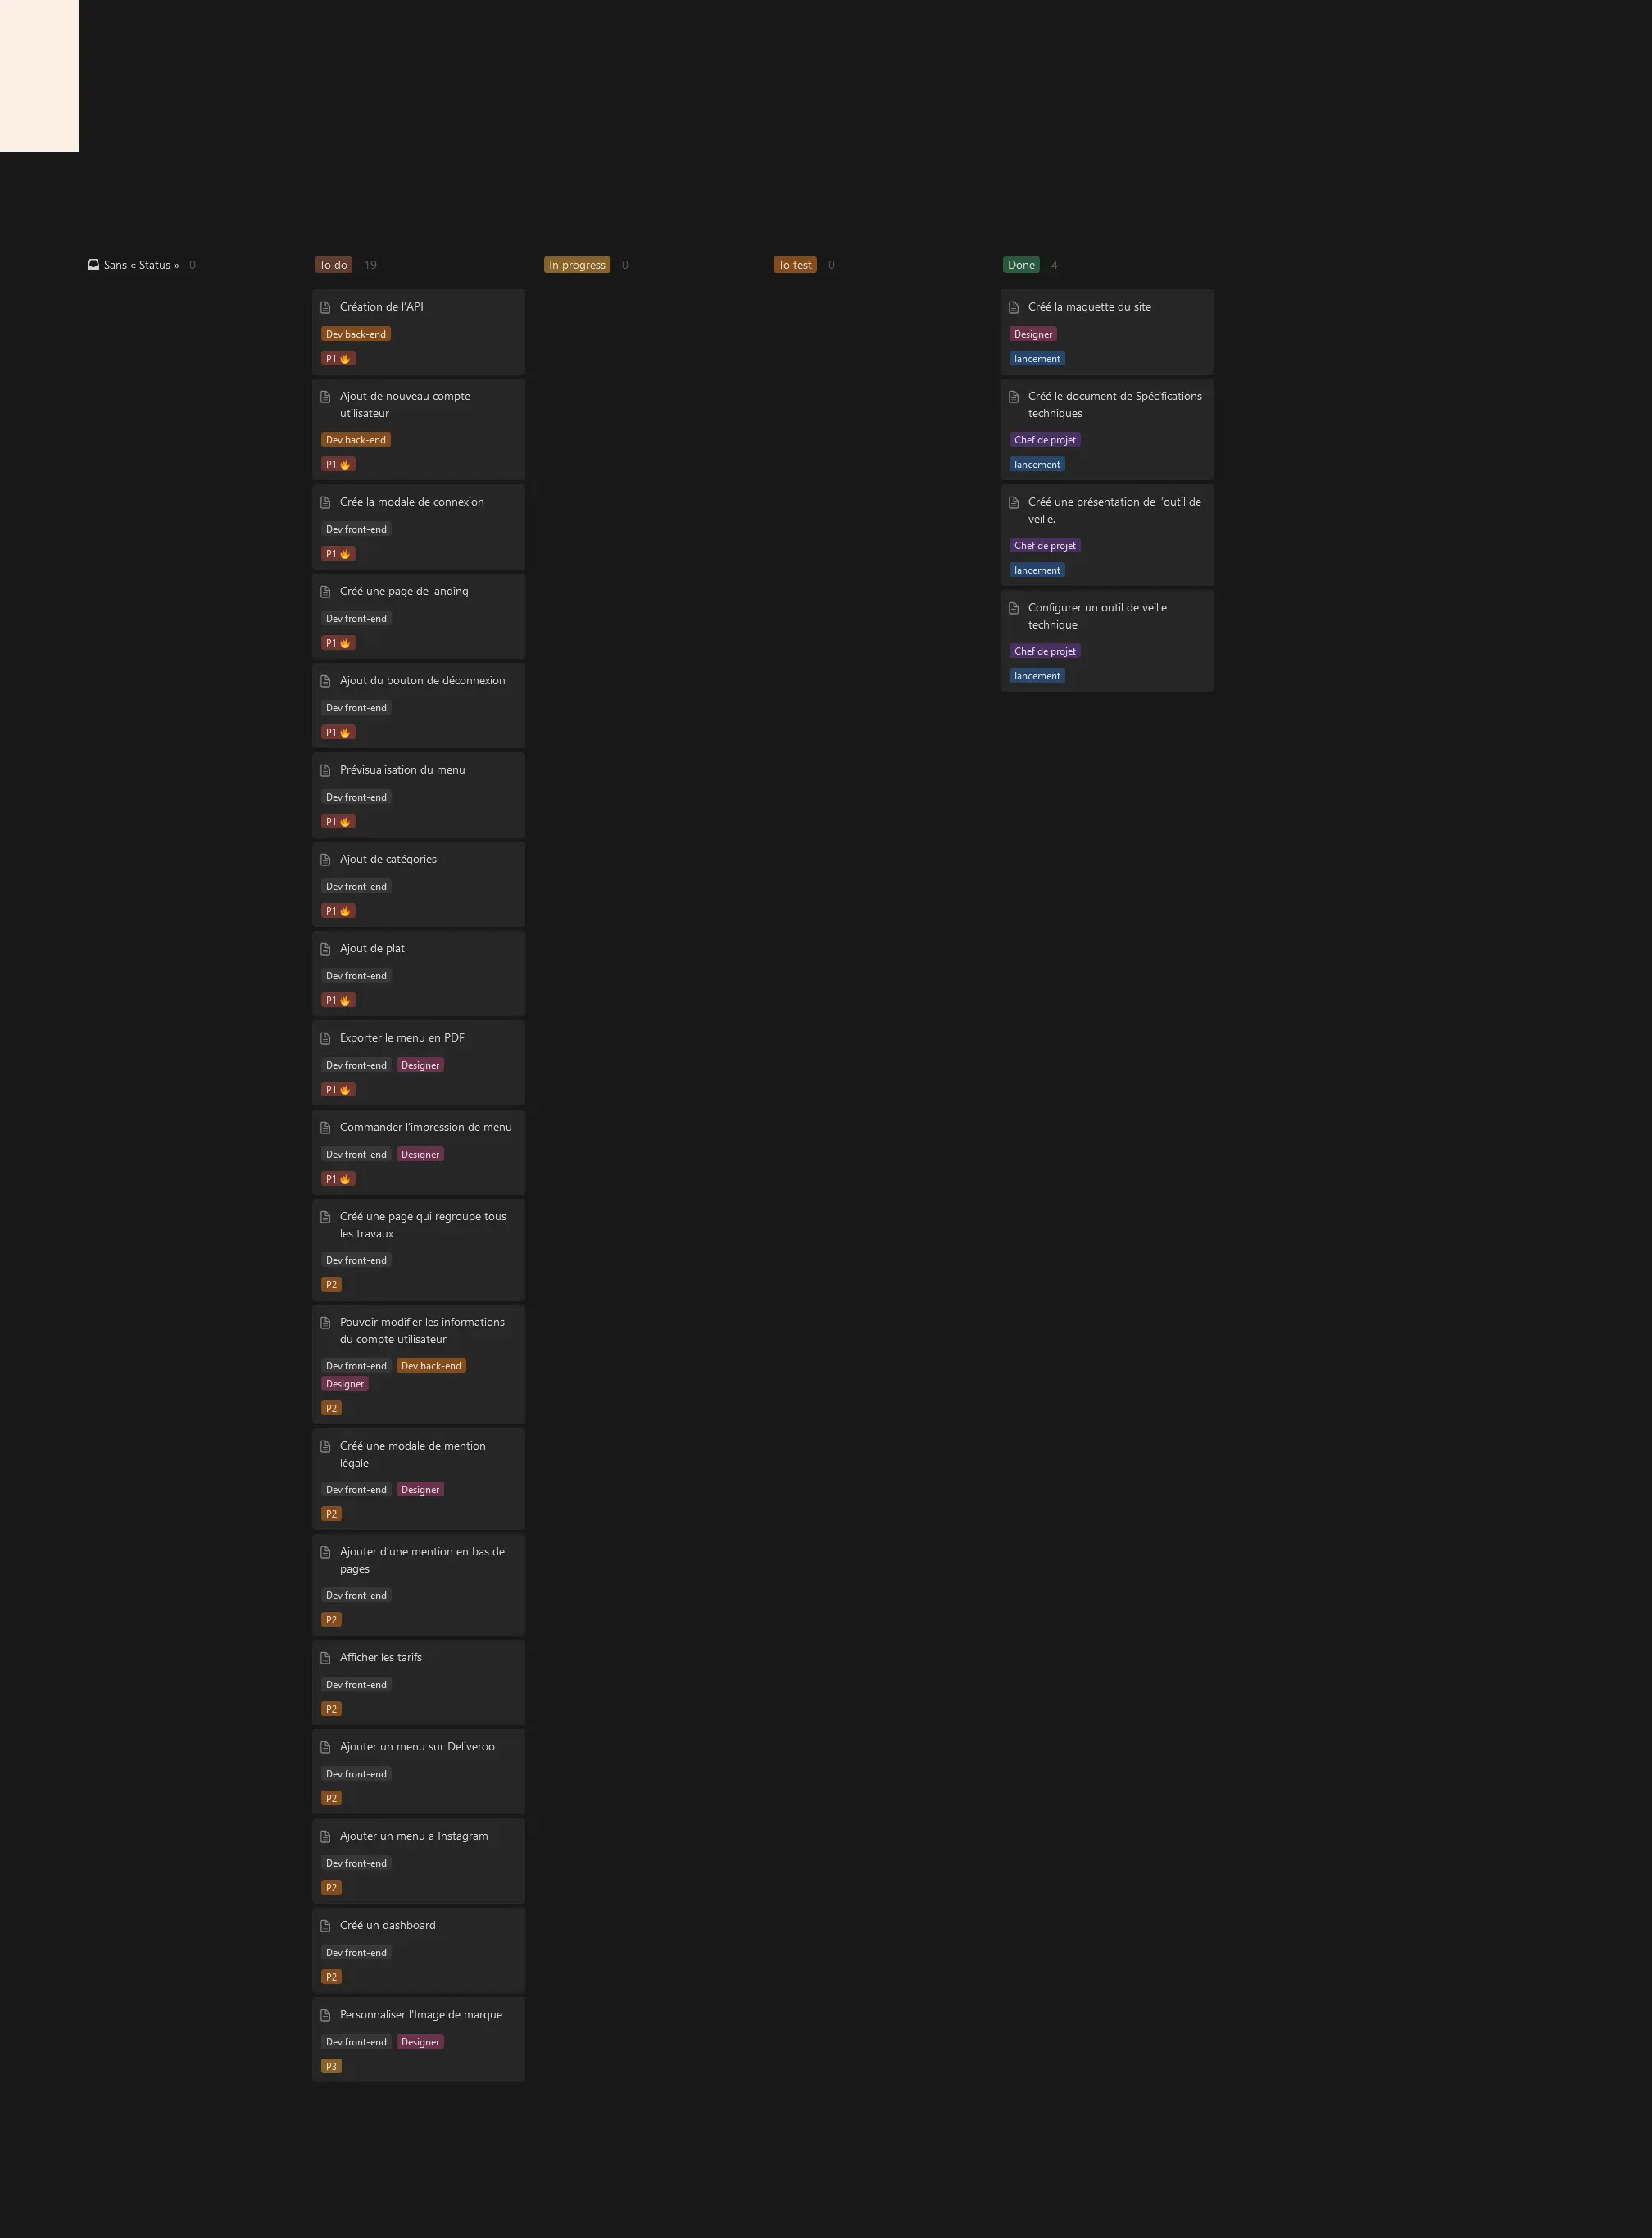 Sans « Status » 0
To do 19
In progress 0
To test 0
Done 4
Création de l'API
Dev back-end
P1 🔥
Ajout de nouveau compte
utilisateur
Dev back-end
P1 🔥
Crée la modale de connexion
Dev front-end
P1 🔥
Créé une page de landing
Dev front-end
P1 🔥
Ajout du bouton de déconnexion
Dev front-end
P1 🔥
Prévisualisation du menu
Dev front-end
P1 🔥
Ajout de catégories
Dev front-end
P1 🔥
Ajout de plat
Dev front-end
P1 🔥
Exporter le menu en PDF
Dev front-end Designer
P1 🔥
Commander l'impression de menu
Dev front-end Designer
P1 🔥
Créé une page qui regroupe tous
les travaux
Dev front-end
P2
Pouvoir modifier les informations
du compte utilisateur
Dev front-end Dev back-end
Designer
P2
Créé une modale de mention
légale
Dev front-end Designer
P2
Ajouter d'une mention en bas de
pages
Dev front-end
P2
Afficher les tarifs
Dev front-end
P2
Ajouter un menu sur Deliveroo
Dev front-end
P2
Ajouter un menu a Instagram
Dev front-end
P2
Créé un dashboard
Dev front-end
P2
Personnaliser l'Image de marque
Dev front-end Designer
P3
Créé la maquette du site
Designer
lancement
Créé le document de Spécifications
techniques
Chef de projet
lancement
Créé une présentation de l'outil de
veille.
Chef de projet
lancement
Configurer un outil de veille
technique
Chef de projet
lancement